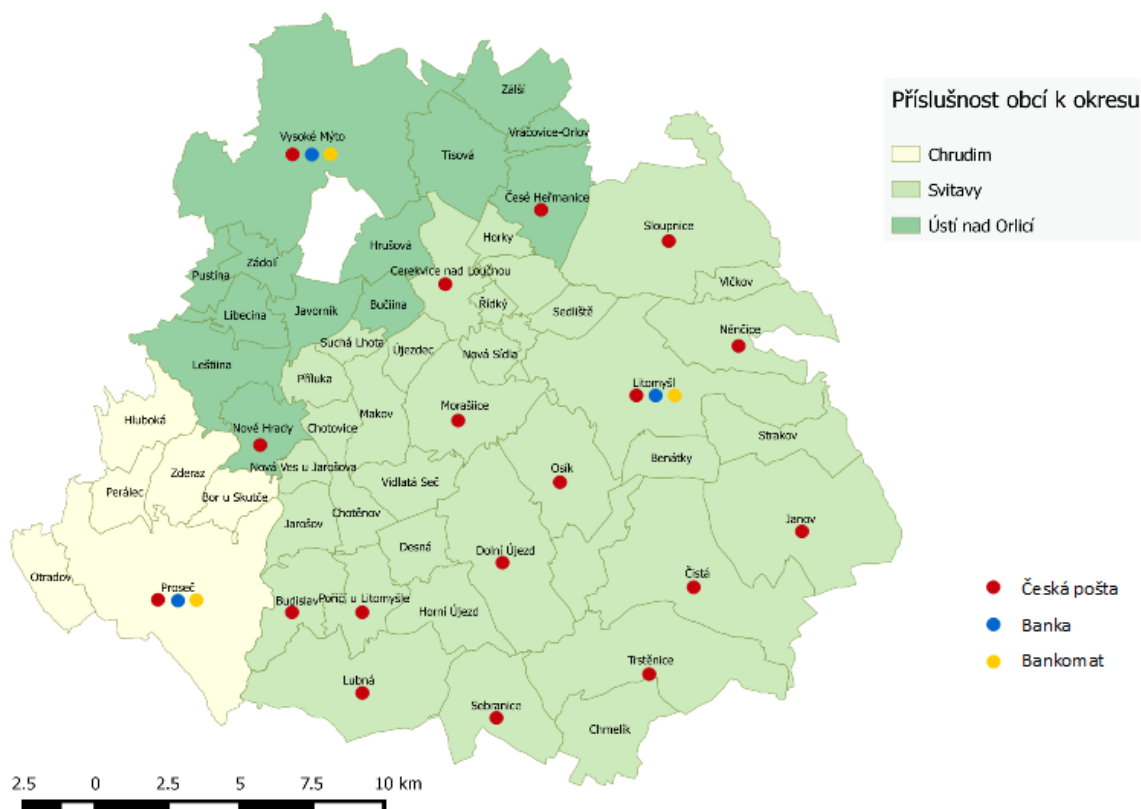 Příslušnost obcí k okresu
Chrudim
Svitavy
Ústí nad Orlicí
Zálší
Vračovice-Orlov
Vysoké Mýto
Tisová
Česé Heřmanice
Sloupnice
Hrušová
Horky
Zádolí
Pustina
Cerekvice nad Loučnou
Vlčkov
Libecina
Javorník
Bučiina
Řídký
Sedliště
Suchá Lhota
Újezdec
Nová Sídla
Němčice
Leštiina
Příluka
Litomyšl
Hluboká
Makov
Morašiice
Nové Hrady
Chotovice
Strakov
Nová Ves u Jarošova
Benátky
Zderaz
Osík
Perálec
Bor u Skutče
Vidlatá Seč
Jarošov
Chotěnov
Janov
Desná
Dolní Újezd
Otradov
Proseč
Čistá
Budislav
Poříčí u Litomyšle
Horní Újezd
Trstěnice
Lubná
Sebranice
Chmelík
Česká pošta
Banka
Bankomat
2.5 0 2.5 5 7.5 10 km